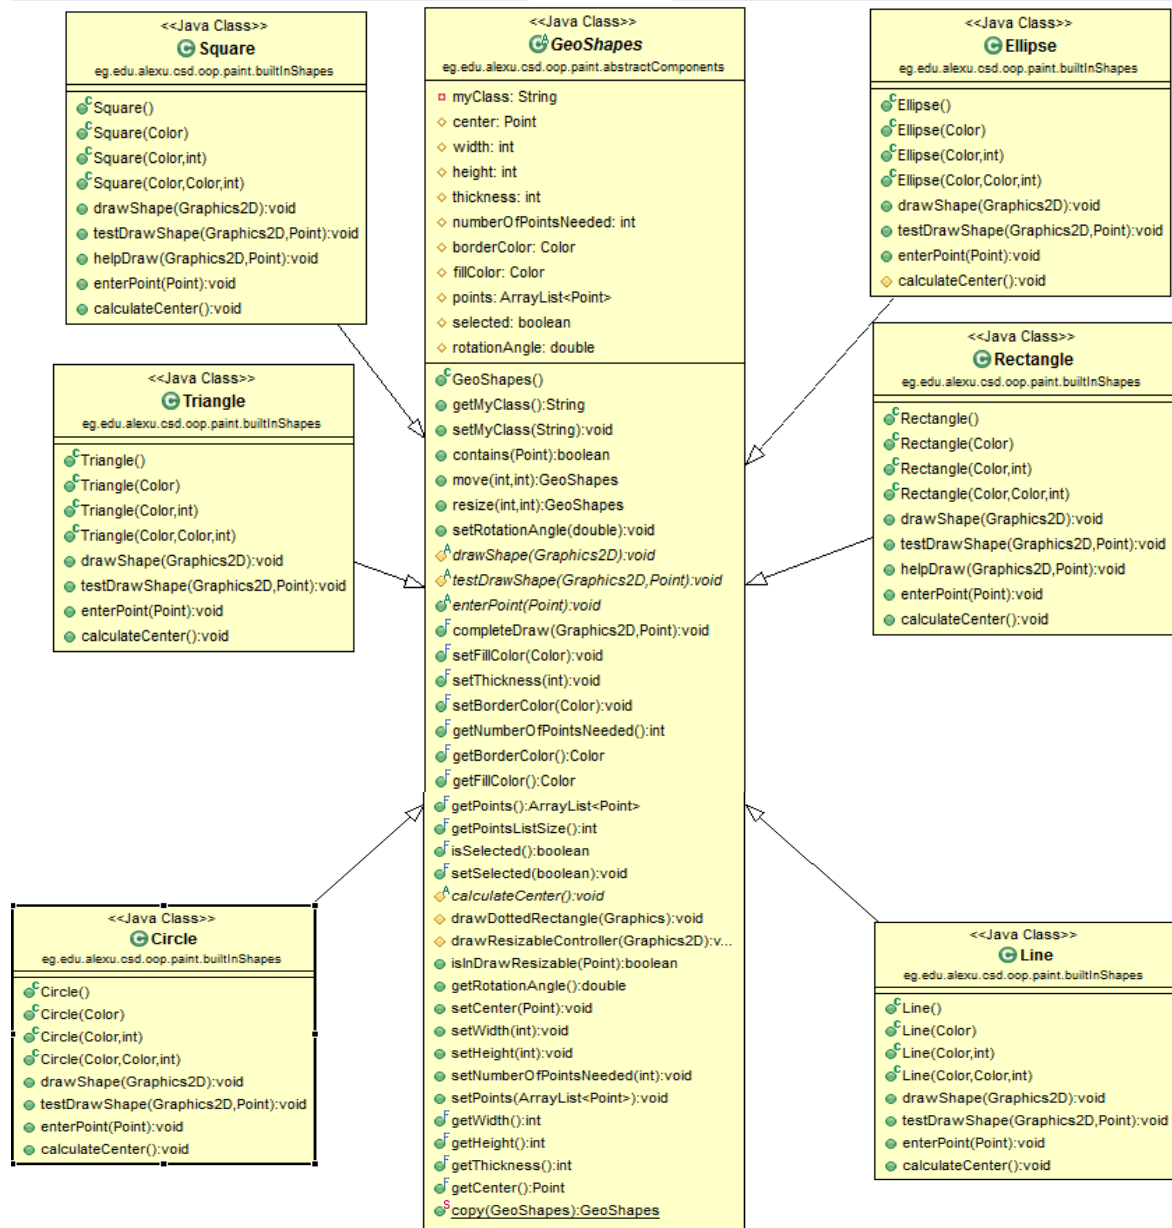 <<Java Class>>
Square
eg.edu.alexu.csd.oop.paint.builtInShapes
Square()
Square(Color)
Square(Color,int)
Square(Color,Color,int)
drawShape(Graphics2D):void
testDrawShape(Graphics2D,Point):void
helpDraw(Graphics2D,Point):void
enterPoint(Point):void
calculateCenter():void
<<Java Class>>
Triangle
eg.edu.alexu.csd.oop.paint.builtInShapes
Triangle()
Triangle(Color)
Triangle(Color,int)
Triangle(Color,Color,int)
drawShape(Graphics2D):void
testDrawShape(Graphics2D,Point):void
enterPoint(Point):void
calculateCenter():void
<<Java Class>>
Circle
eg.edu.alexu.csd.oop.paint.builtInShapes
Circle()
Circle(Color)
Circle(Color,int)
Circle(Color,Color,int)
drawShape(Graphics2D):void
testDrawShape(Graphics2D,Point):void
enterPoint(Point):void
calculateCenter():void
<<Java Class>>
GeoShapes
eg.edu.alexu.csd.oop.paint.abstractComponents
myClass: String
center: Point
width: int
height: int
thickness: int
numberOfPointsNeeded: int
borderColor: Color
fillColor: Color
points: ArrayList<Point>
selected: boolean
rotationAngle: double
GeoShapes()
getMyClass():String
setMyClass(String):void
contains(Point):boolean
move(int,int):GeoShapes
resize(int,int):GeoShapes
setRotationAngle(double):void
drawShape(Graphics2D):void
testDrawShape(Graphics2D,Point):void
enterPoint(Point):void
completeDraw(Graphics2D,Point):void
setFillColor(Color):void
setThickness(int):void
setBorderColor(Color):void
getNumberOfPointsNeeded():int
getBorderColor():Color
getFillColor():Color
getPoints():ArrayList<Point>
getPointsListSize():int
isSelected():boolean
setSelected(boolean):void
calculateCenter():void
drawDottedRectangle(Graphics):void
drawResizableController(Graphics2D):v...
isInDrawResizable(Point):boolean
getRotationAngle():double
setCenter(Point):void
setWidth(int):void
setHeight(int):void
setNumberOfPointsNeeded(int):void
setPoints(ArrayList<Point>):void
getWidth():int
getHeight():int
getThickness():int
getCenter():Point
copy(GeoShapes):GeoShapes
<<Java Class>>
Ellipse
eg.edu.alexu.csd.oop.paint.builtInShapes
Ellipse()
Ellipse(Color)
Ellipse(Color,int)
Ellipse(Color,Color,int)
drawShape(Graphics2D):void
testDrawShape(Graphics2D,Point):void
enterPoint(Point):void
calculateCenter():void
<<Java Class>>
Rectangle
eg.edu.alexu.csd.oop.paint.builtInShapes
Rectangle()
Rectangle(Color)
Rectangle(Color,int)
Rectangle(Color,Color,int)
drawShape(Graphics2D):void
testDrawShape(Graphics2D,Point):void
helpDraw(Graphics2D,Point):void
enterPoint(Point):void
calculateCenter():void
<<Java Class>>
Line
eg.edu.alexu.csd.oop.paint.builtInShapes
Line()
Line(Color)
Line(Color,int)
Line(Color,Color,int)
drawShape(Graphics2D):void
testDrawShape(Graphics2D,Point):void
enterPoint(Point):void
calculateCenter():void